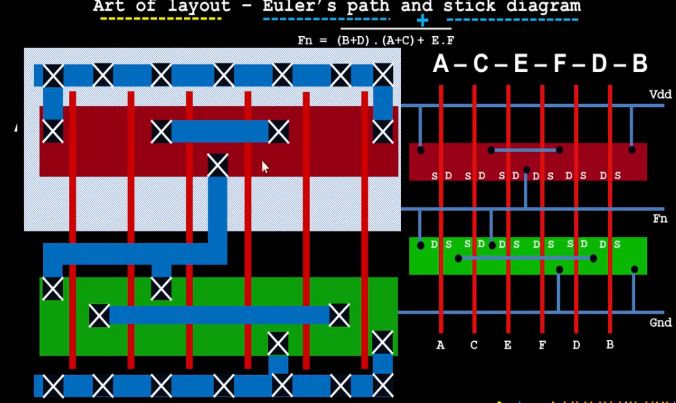 Art of layout – Euler's path and stick diagram
+
Fn = (B+D).(A+C)+ E.F
A – C – E – F – D – B
Vdd
S D S D S D S D S D S
Fn
D S D S D S D S D S
Gnd
A C E F D B